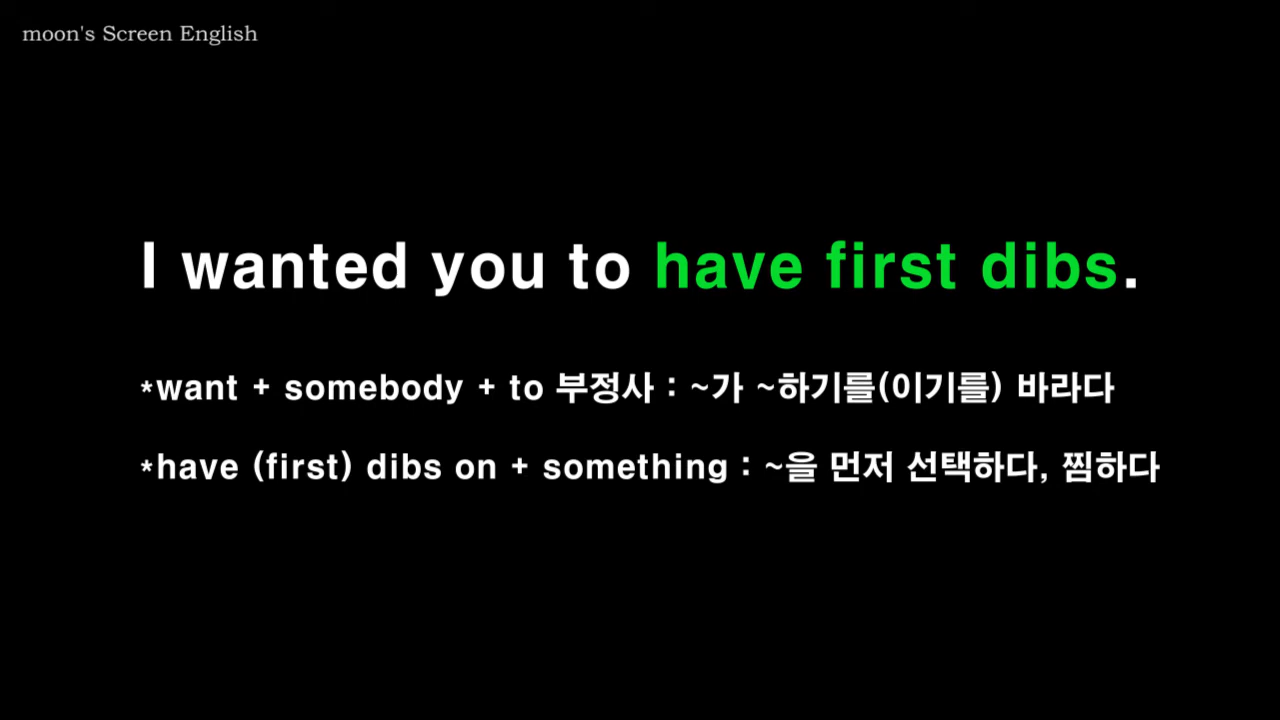 moon's Screen English
I wanted you to have first dibs.
*want + somebody + to 부정사 : ~가 ~하기를(이기를) 바라다
*have (first) dibs on + something : ~을 먼저 선택하다, 찜하다